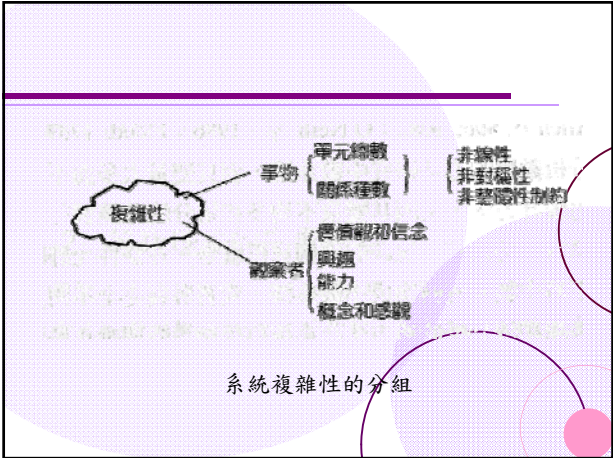 複雜性
事物
單元總數
關係種數
非線性
非對稱性
非整體性制約
觀察者
價值觀和信念
興趣
能力
概念和感觀
系統複雜性的分組